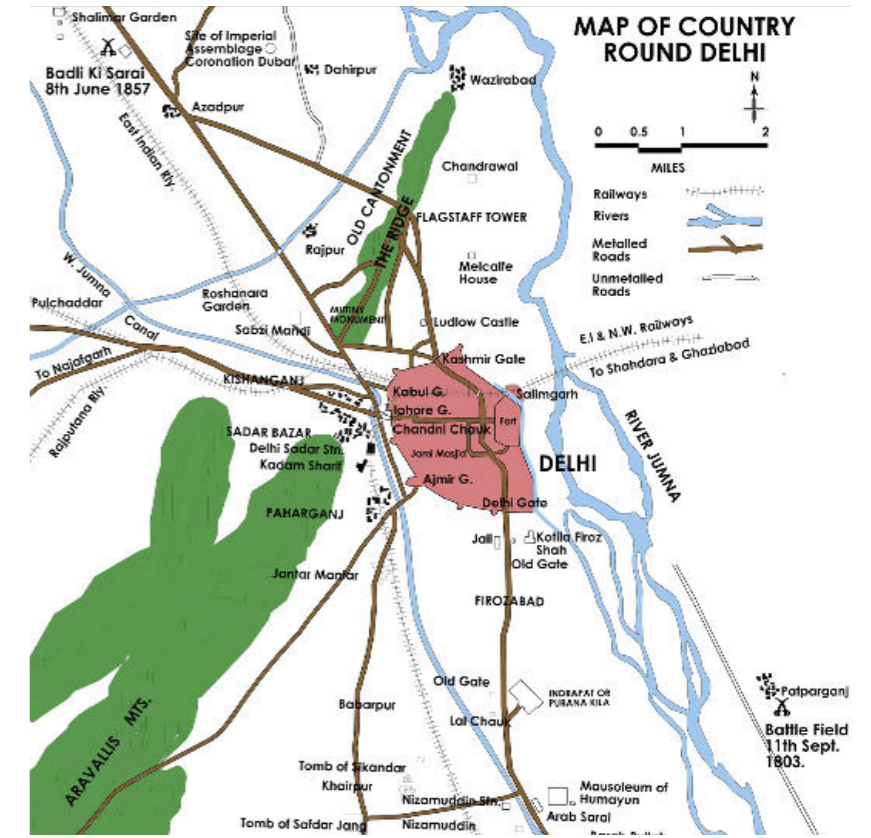 MAP OF COUNTRY
ROUND DELHI
N
0 0.5 1 2
MILES
Railways
Rivers
Metalled
Roads
Unmetalled
Roads
Shalimar Garden
Site of Imperial
Assemblage
Coronation Dubar
Badli Ki Sarai
8th June 1857
Dahirpur
Wazirabad
Azadpur
East Indian Rly.
OLD CANTONMENT
THE RIDGE
Chandrawal
FLAGSTAFF TOWER
Rajpur
Melcalfe
House
W. Jumna
Canal
Pulchaddar
Roshanara
Garden
MUTINY
MONUMENT
Sabzi Mandi
Ludlow Castle
E.I & N.W. Railways
To Shahdara & Ghaziabad
Kashmir Gate
To Najafgarh
Rajputana Rly.
KISHANGANJ
Kabul G.
Salimgarh
lahore G.
Chandni Chauk
Fort
SADAR BAZAR
Delhi Sadar Stn.
Kadam Sharif
Jami Masjid
DELHI
RIVER JUMNA
Ajmir G.
Delhi Gate
PAHARGANJ
Jail
Kotila Firoz
Shah
Old Gate
Jantar Mantar
FIROZABAD
Old Gate
INDRAPAT OR
PURANA KILA
Patparganj
Battle Field
11th Sept.
1803.
ARAVALLIS MTS.
Babarpur
Lal Chauk
Tomb of Sikandar
Khairpur
Nizamuddin Stn.
Mausoleum of
Humayun
Arab Sarai
Tomb of Safdar Jang
Nizamuddin